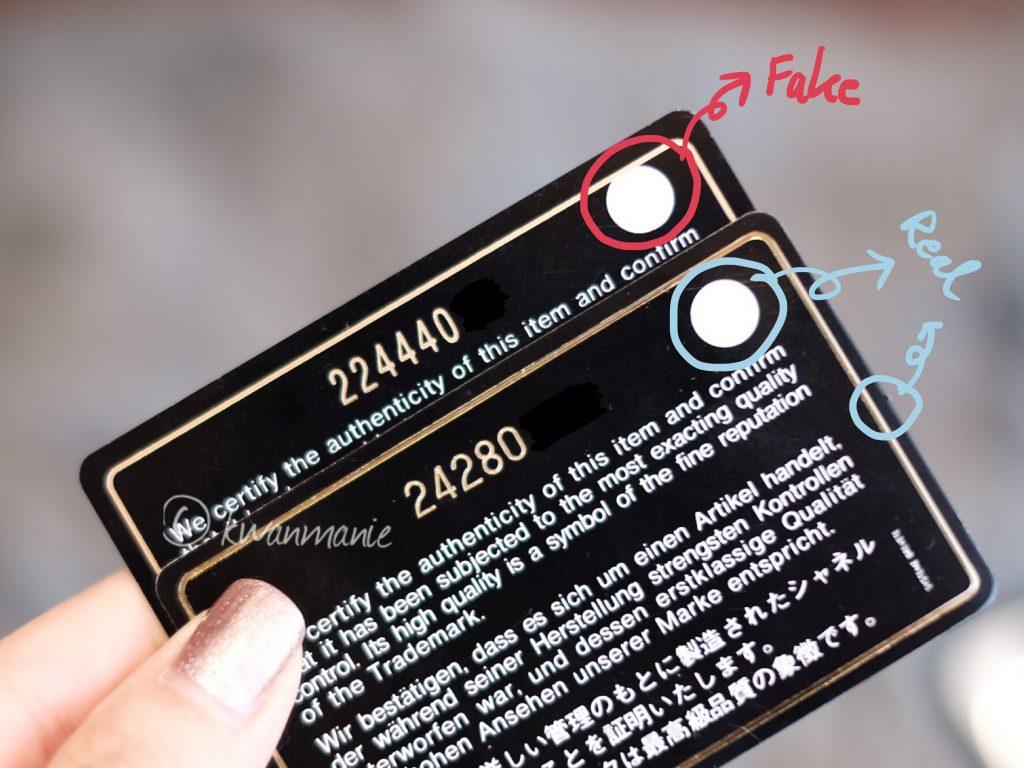 Fake
Real
224440
We certify the authenticity of this item and confirm
© kwanmanie
24280
certify the authenticity of this item and confirm
it has been subjected to the most exacting quality
control. Its high quality is a symbol of the fine reputation
of the Trademark.
Wir bestätigen, dass es sich um einen Artikel handelt,
der während seiner Herstellung strengsten Kontrollen
terworfen war, und dessen erstklassige Qualität
hohen Ansehen unserer Marke entspricht.
しい管理のもとに製造されたシャネル
ことを証明いたします。
は最高級品質の象徴です。